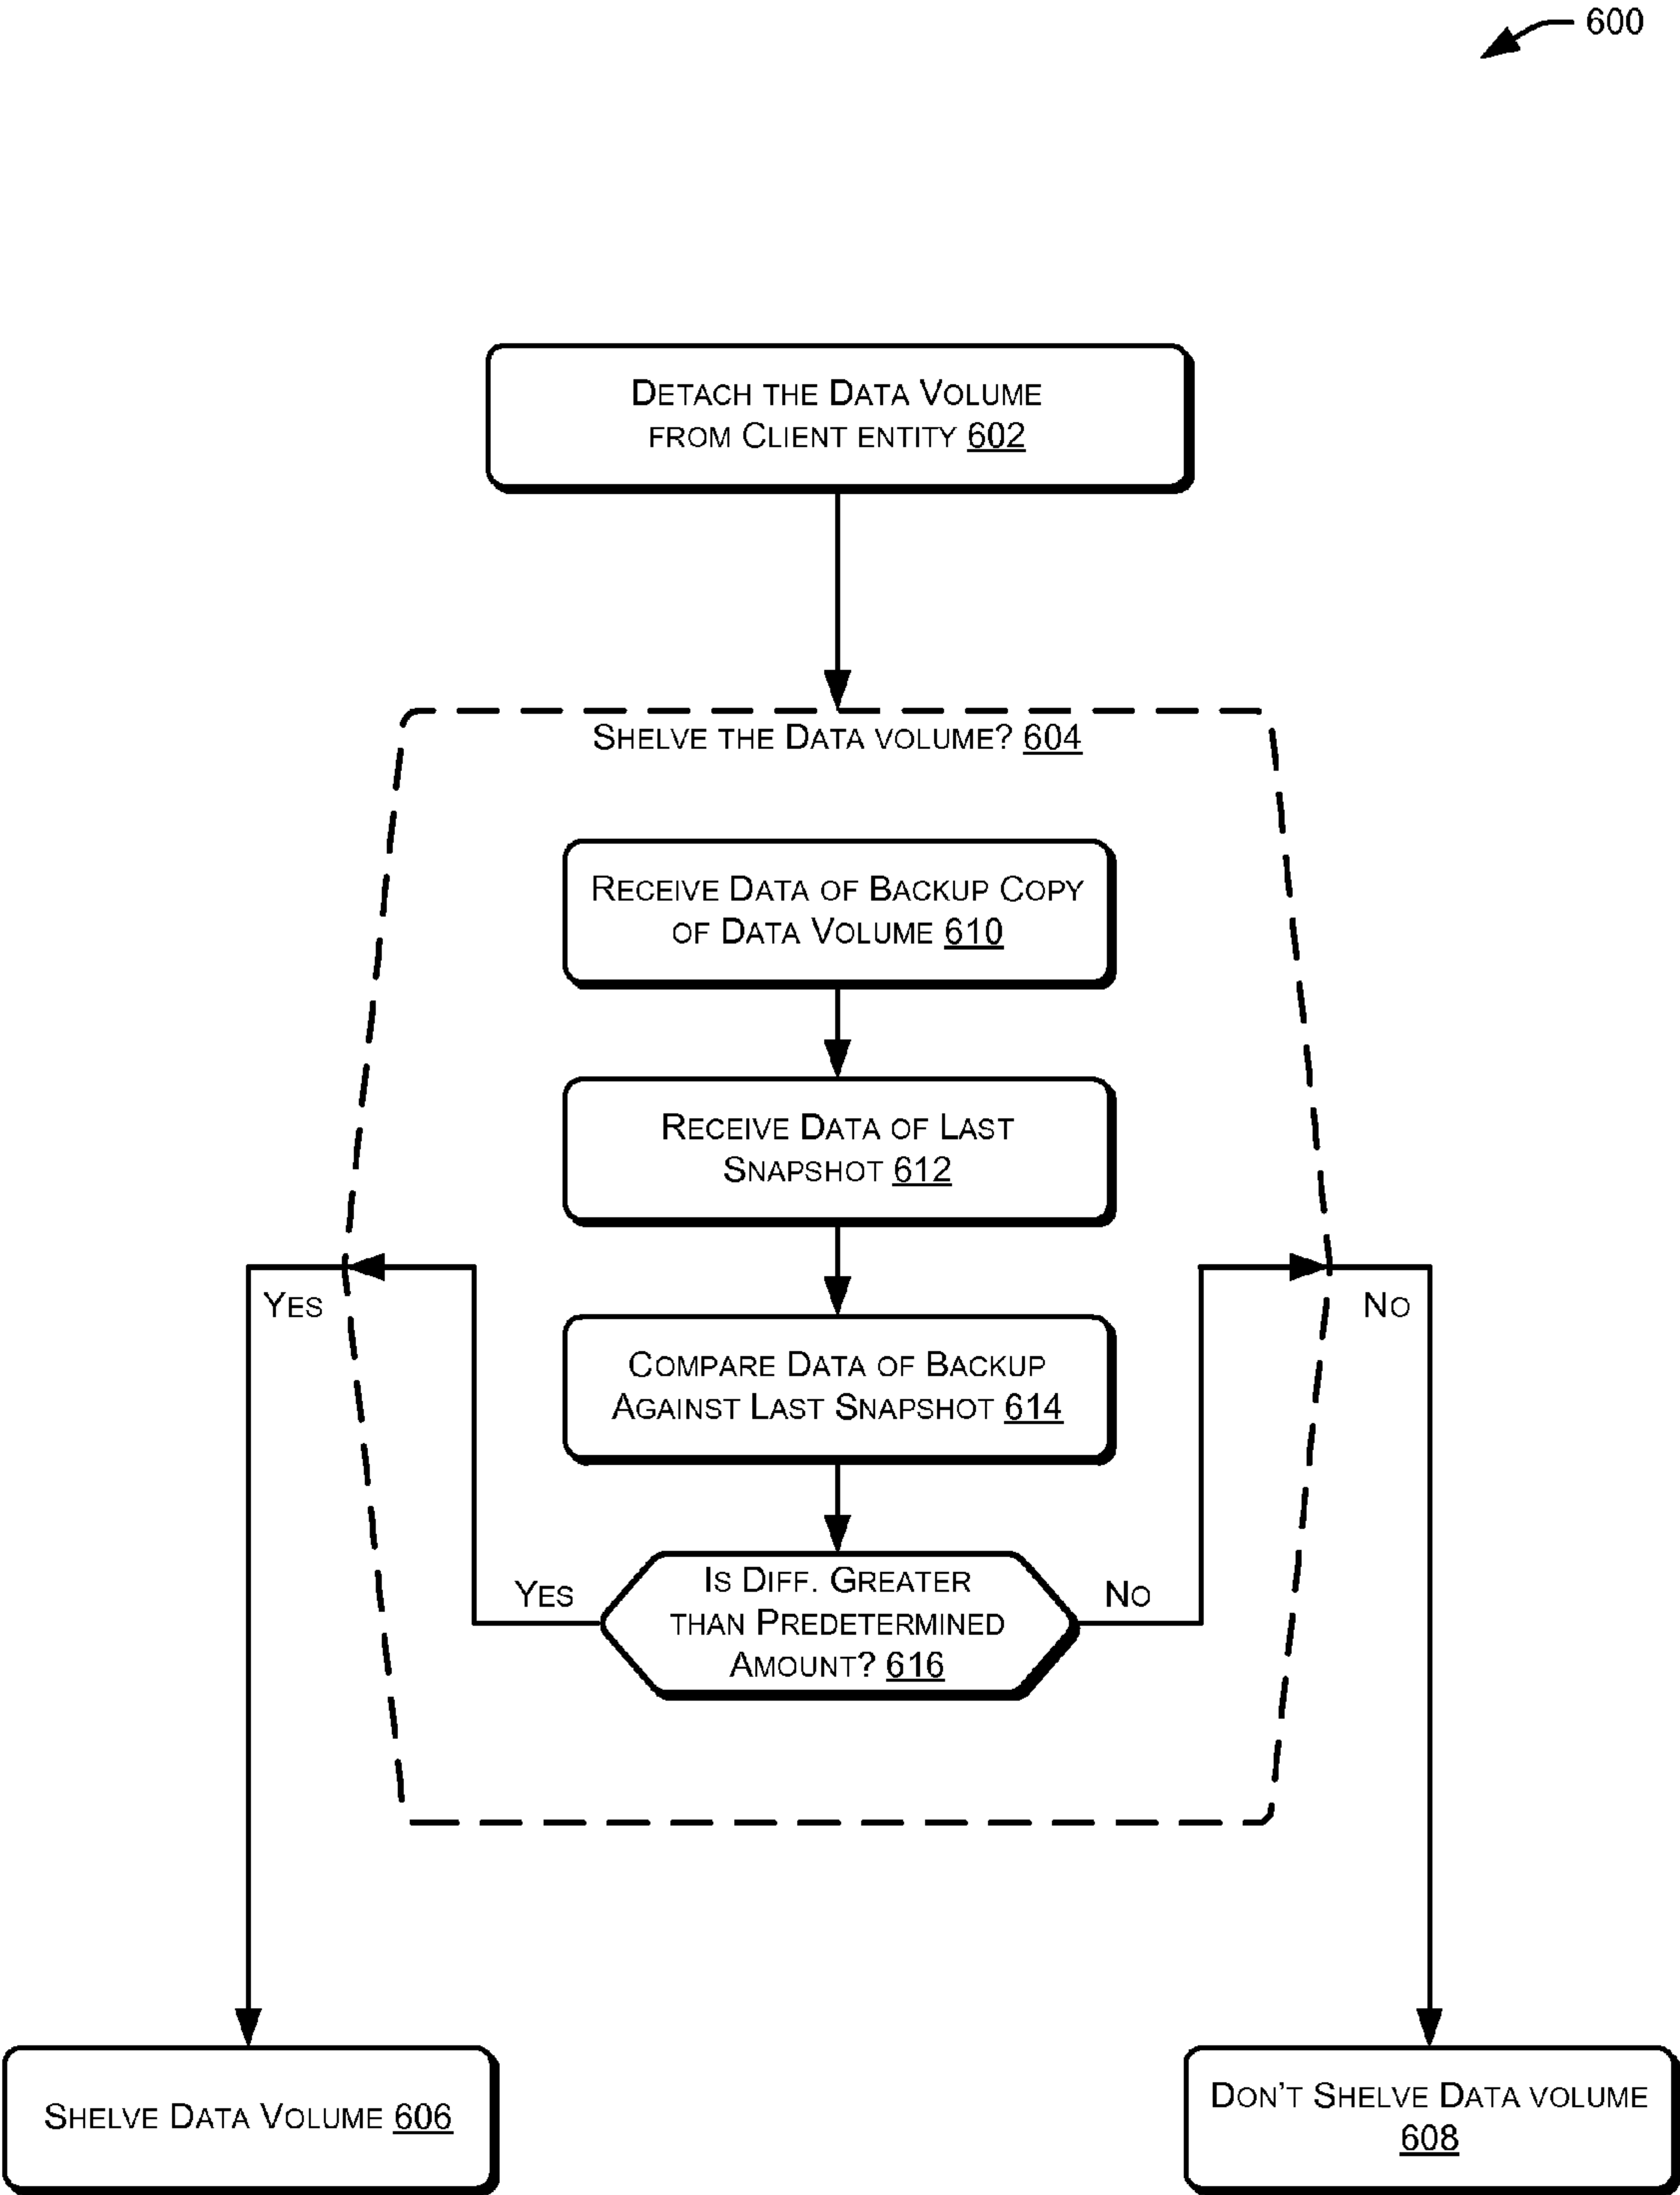 600
DETACH THE DATA VOLUME
FROM CLIENT ENTITY 602
SHELVE THE DATA VOLUME? 604
RECEIVE DATA OF BACKUP COPY
OF DATA VOLUME 610
RECEIVE DATA OF LAST
SNAPSHOT 612
YES
NO
COMPARE DATA OF BACKUP
AGAINST LAST SNAPSHOT 614
YES
IS DIFF. GREATER
THAN PREDETERMINED
AMOUNT? 616
NO
SHELVE DATA VOLUME 606
DON'T SHELVE DATA VOLUME
608